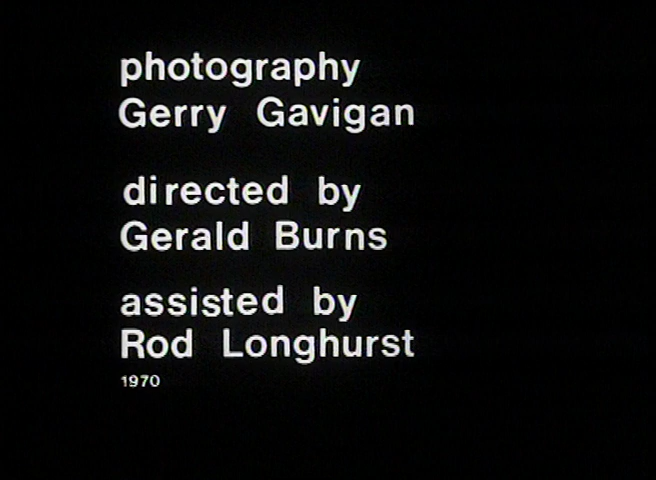 photography
Gerry Gavigan
directed by
Gerald Burns
assisted by
Rod Longhurst
1970